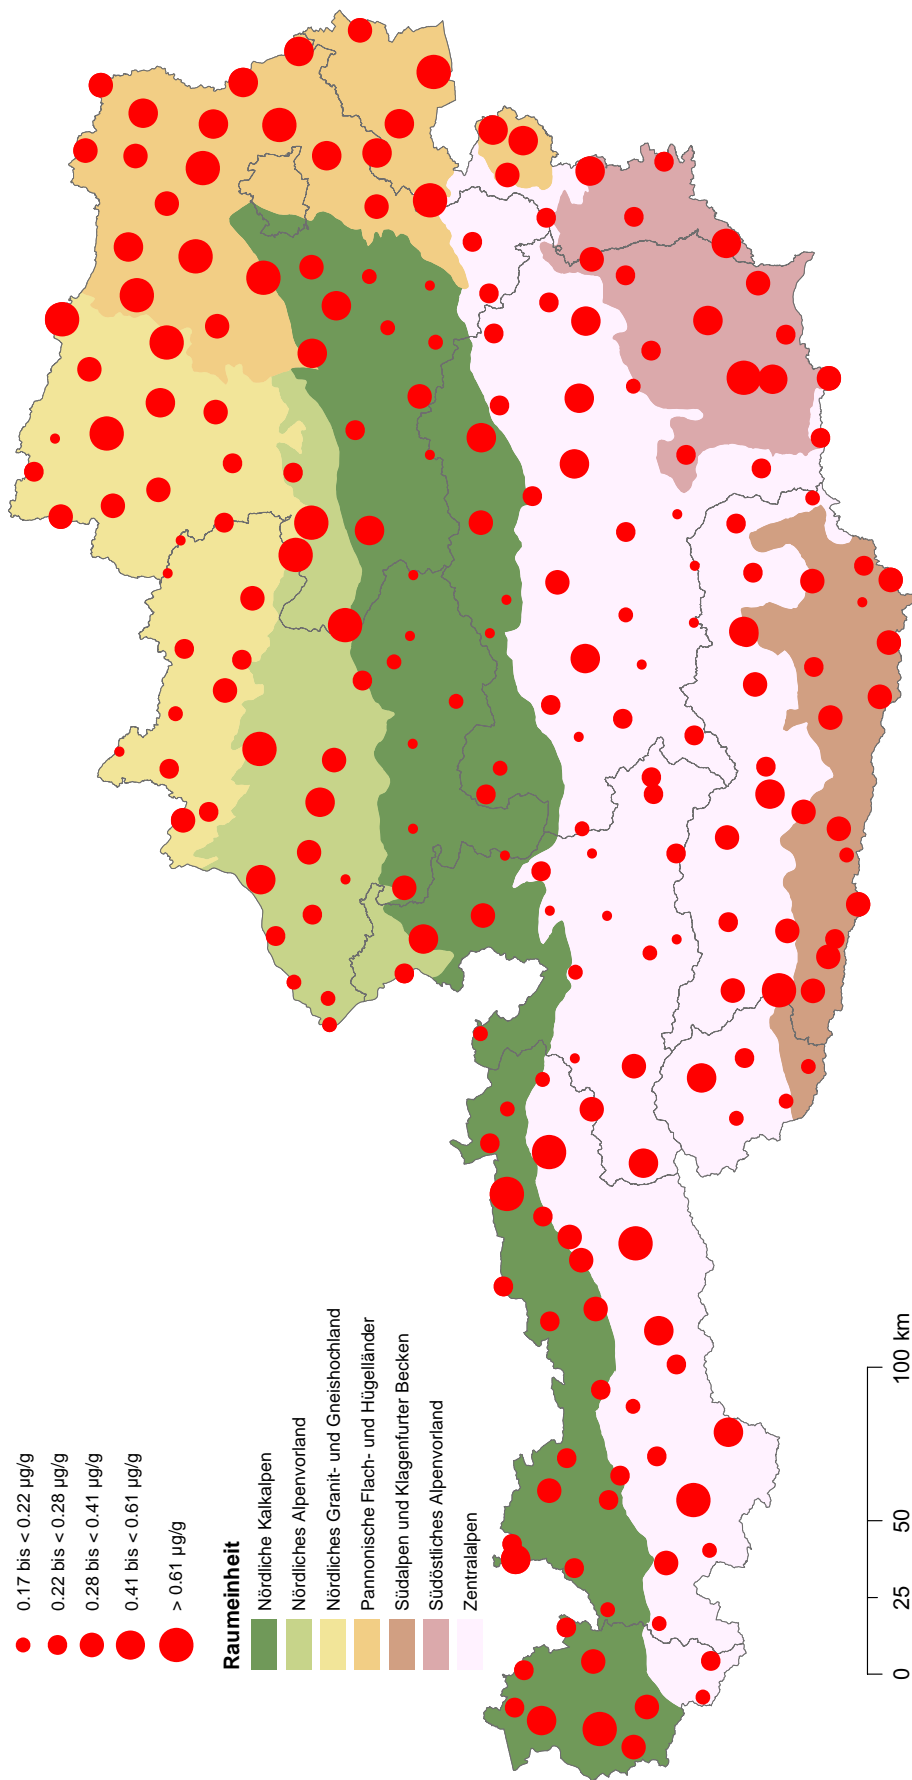 0.17 bis < 0.22 µg/g
0.22 bis < 0.28 µg/g
0.28 bis < 0.41 µg/g
0.41 bis < 0.61 µg/g
> 0.61 µg/g
Raumeinheit
Nördliche Kalkalpen
Nördliches Alpenvorland
Nördliches Granit- und Gneishochland
Pannonische Flach- und Hügelländer
Südalpen und Klagenfurter Becken
Südöstliches Alpenvorland
Zentralalpen
0 25 50 100 km